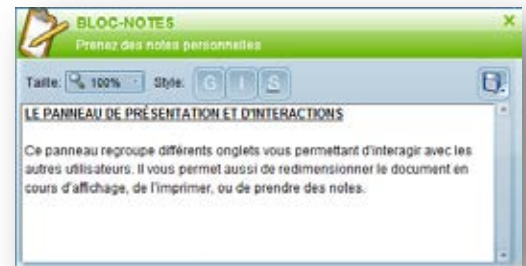 BLOC-NOTES
Prenez des notes personnelles
Taille: 100% Style: G I S
LE PANNEAU DE PRÉSENTATION ET D'INTERACTIONS
Ce panneau regroupe différents onglets vous permettant d'interagir avec les
autres utilisateurs. Il vous permet aussi de redimensionner le document en
cours d'affichage, de l'imprimer, ou de prendre des notes.